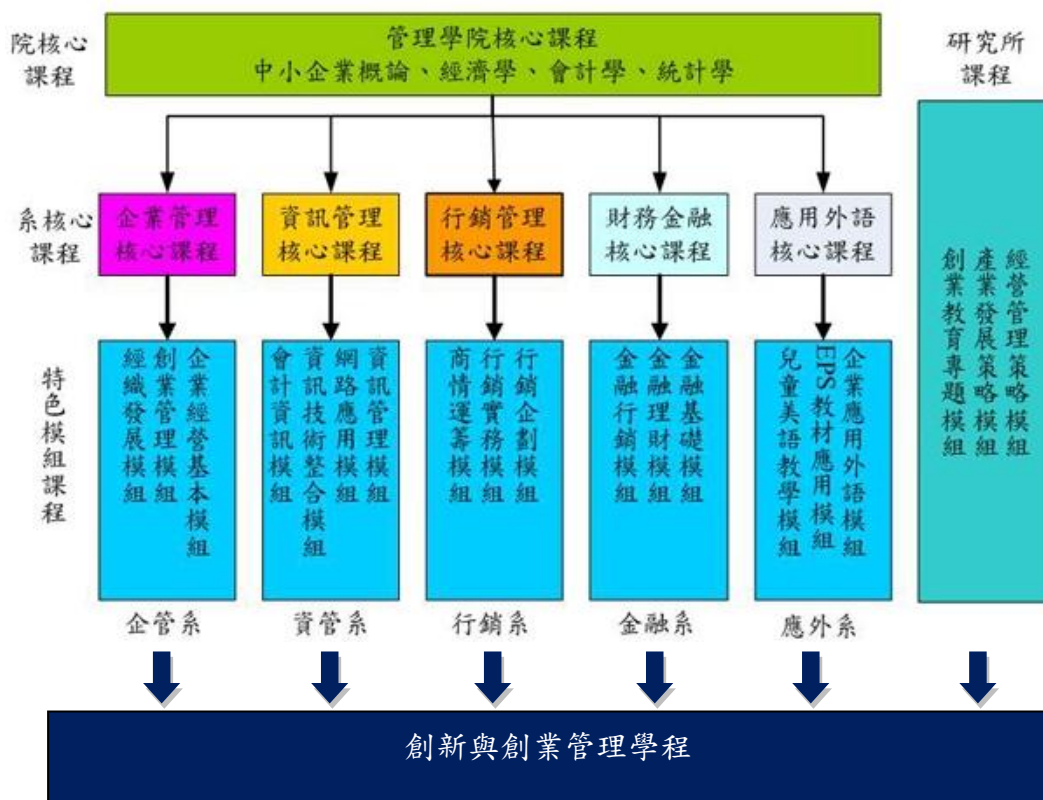 院核心
課程
管理學院核心課程
中小企業概論、經濟學、會計學、統計學
研究所
課程
系核心
課程
企業管理
核心課程
資訊管理
核心課程
行銷管理
核心課程
財務金融
核心課程
應用外語
核心課程
經營管理策略模組
產業發展策略模組
創業教育專題模組
特色模組課程
企業經營基本模組
創業管理模組
經織發展模組
資訊管理模組
網路應用模組
資訊技術整合模組
會計資訊模組
行銷企劃模組
行銷實務模組
商情運籌模組
金融基礎模組
金融理財模組
金融行銷模組
企業應用外語模組
EPS教材應用模組
兒童美語教學模組
企管系
資管系
行銷系
金融系
應外系
創新與創業管理學程